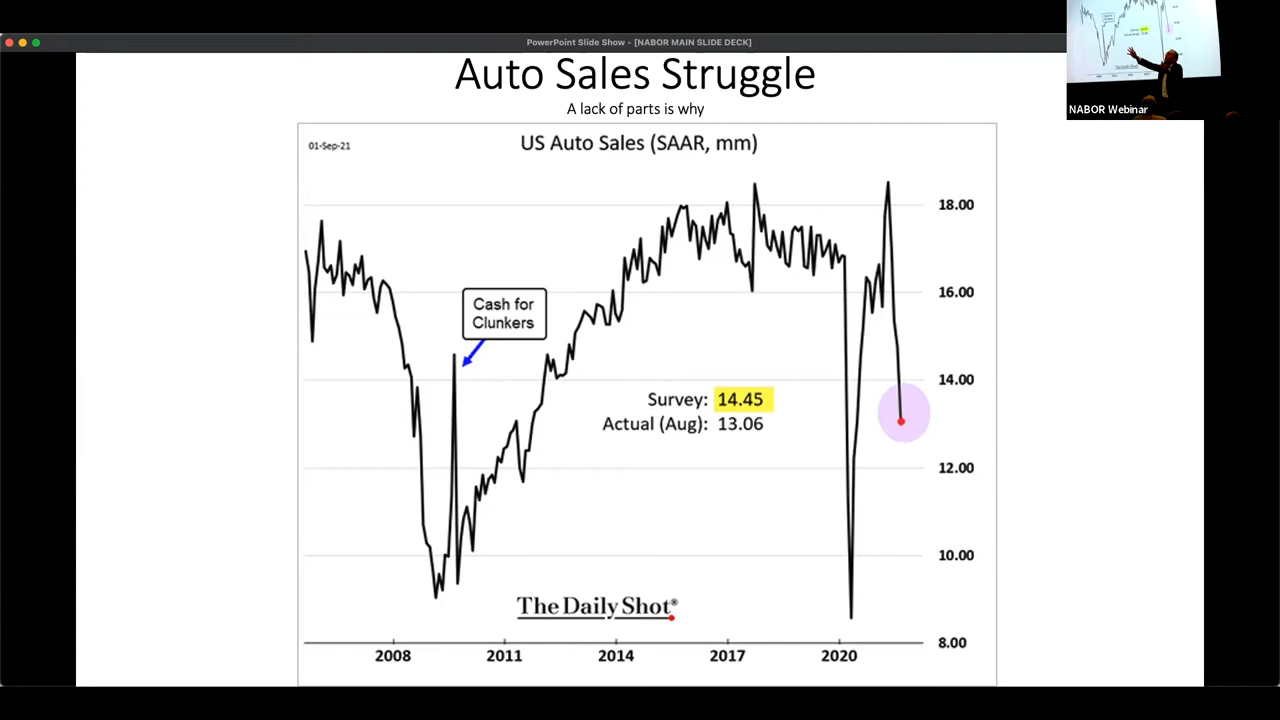 PowerPoint Slide Show - [NABOR MAIN SLIDE DECK]
NABOR Webinar
Auto Sales Struggle
A lack of parts is why
01-Sep-21
US Auto Sales (SAAR, mm)
18.00
16.00
Cash for
Clunkers
14.00
Survey: 14.45
Actual (Aug): 13.06
12.00
10.00
The Daily Shot®
8.00
2008 2011 2014 2017 2020